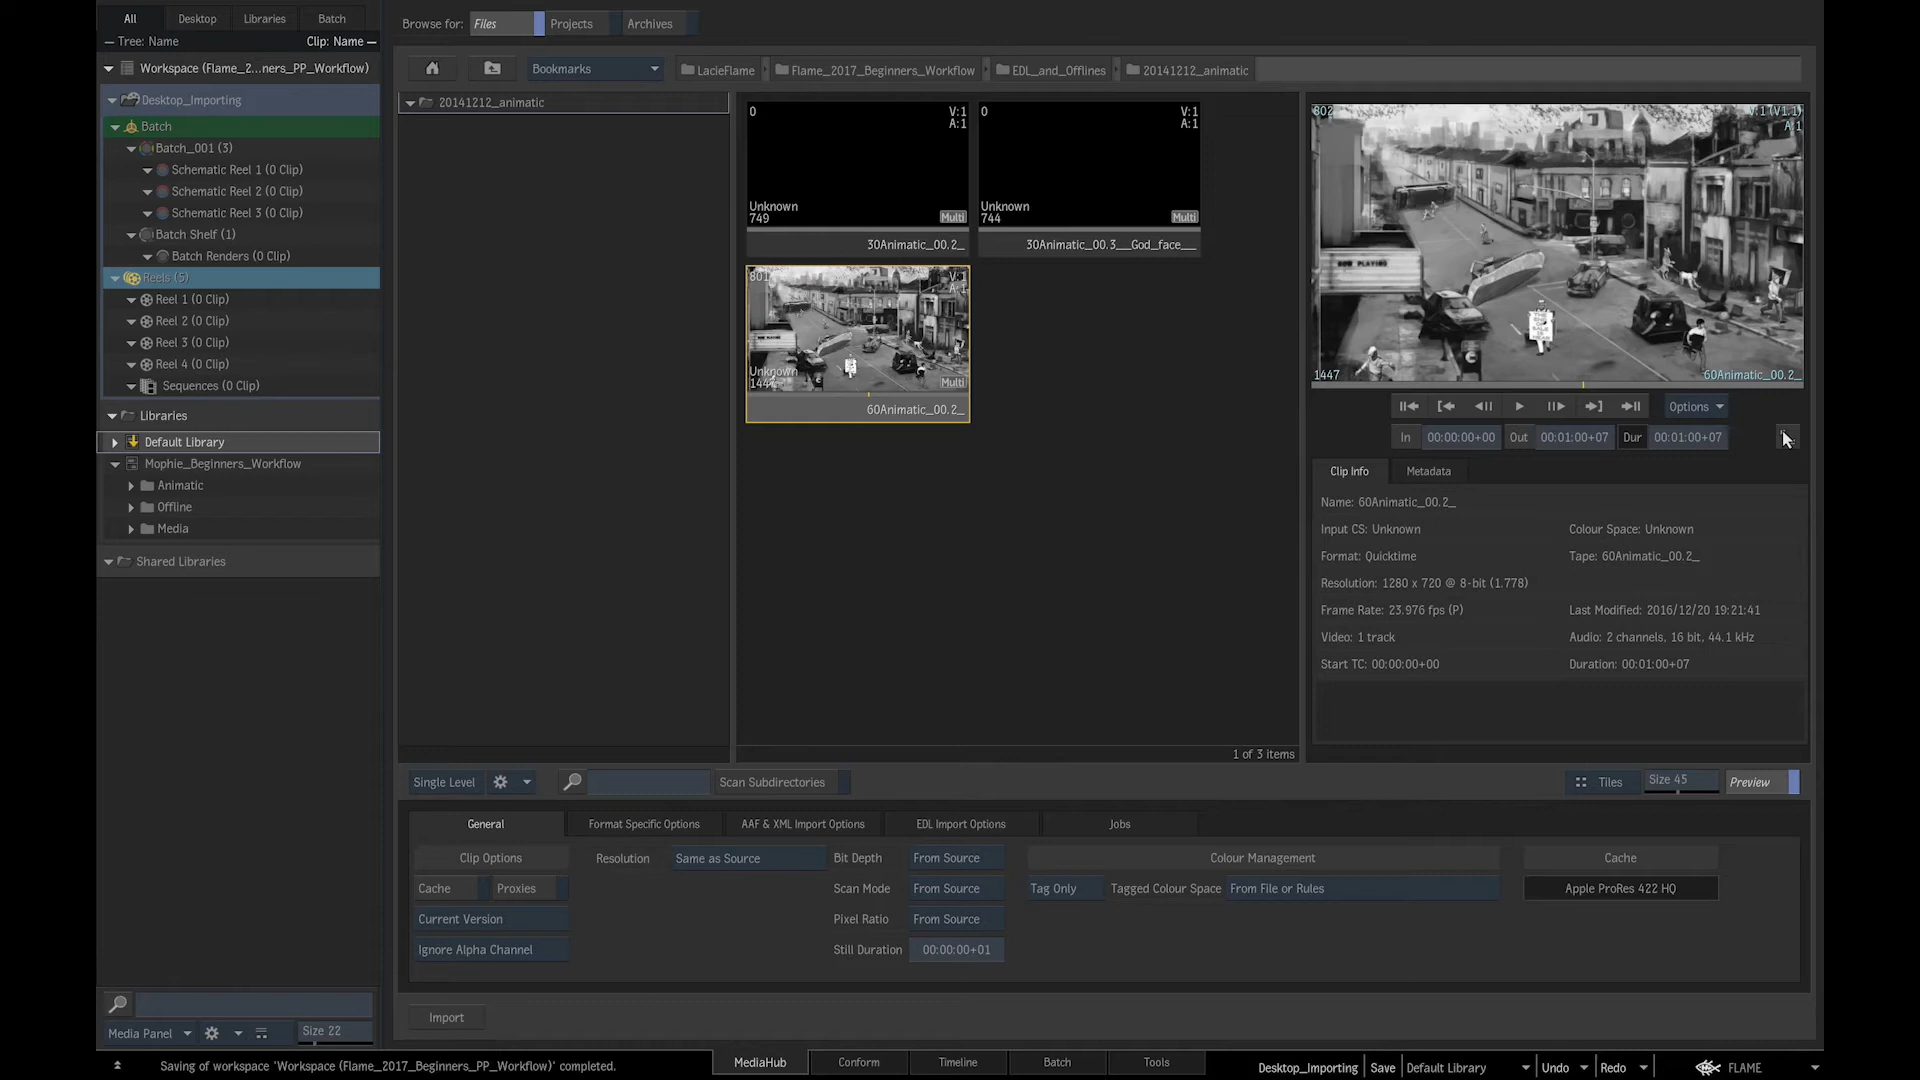 All Desktop Libraries Batch
Tree: Name Clip: Name
Workspace (Flame_2...ners_PP_Workflow)
Desktop_Importing
Batch
Batch_001 (3)
Schematic Reel 1 (0 Clip)
Schematic Reel 2 (0 Clip)
Schematic Reel 3 (0 Clip)
Batch Shelf (1)
Batch Renders (0 Clip)
Reels (5)
Reel 1 (0 Clip)
Reel 2 (0 Clip)
Reel 3 (0 Clip)
Reel 4 (0 Clip)
Sequences (0 Clip)
Libraries
Default Library
Mophie_Beginners_Workflow
Animatic
Offline
Media
Shared Libraries
Media Panel Size 22
Browse for: Files Projects Archives
Bookmarks LacieFlame Flame_2017_Beginners_Workflow EDL_and_Offlines 20141212_animatic
20141212_animatic
0 V:1
A:1
Unknown
749 Multi
30Animatic_00.2_
0 V:1
A:1
Unknown
744 Multi
30Animatic_00.3__God_face__
801 V:1
A:1
Unknown
1447 Multi
60Animatic_00.2_
1 of 3 items
802 V:1 (V1.1)
A:1
NOW PLAYING
1447 60Animatic_00.2_
Options
In 00:00:00+00 Out 00:01:00+07 Dur 00:01:00+07
Clip Info Metadata
Name: 60Animatic_00.2_
Input CS: Unknown Colour Space: Unknown
Format: Quicktime Tape: 60Animatic_00.2_
Resolution: 1280 x 720 @ 8-bit (1.778)
Frame Rate: 23.976 fps (P) Last Modified: 2016/12/20 19:21:41
Video: 1 track Audio: 2 channels, 16 bit, 44.1 kHz
Start TC: 00:00:00+00 Duration: 00:01:00+07
Single Level Scan Subdirectories Tiles Size 45 Preview
General Format Specific Options AAF & XML Import Options EDL Import Options Jobs
Clip Options Resolution Same as Source Bit Depth From Source Colour Management Cache
Cache Proxies Scan Mode From Source Tag Only Tagged Colour Space From File or Rules Apple ProRes 422 HQ
Current Version Pixel Ratio From Source
Ignore Alpha Channel Still Duration 00:00:00+01
Import
Saving of workspace 'Workspace (Flame_2017_Beginners_PP_Workflow)' completed. MediaHub Conform Timeline Batch Tools Desktop_Importing Save Default Library Undo Redo FLAME